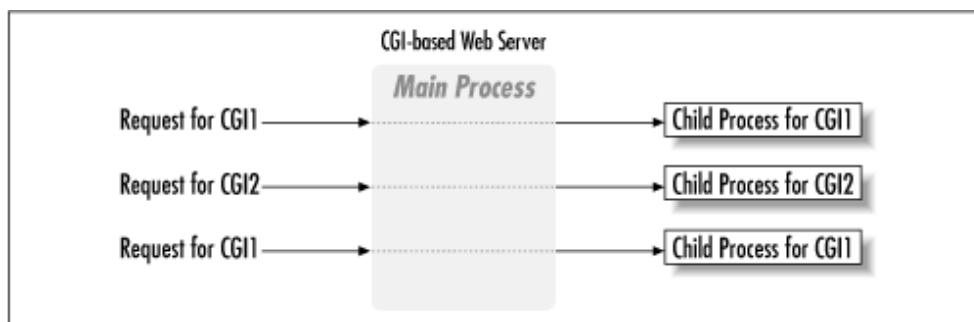 CGI-based Web Server
Main Process
Request for CGI1
Child Process for CGI1
Request for CGI2
Child Process for CGI2
Request for CGI1
Child Process for CGI1